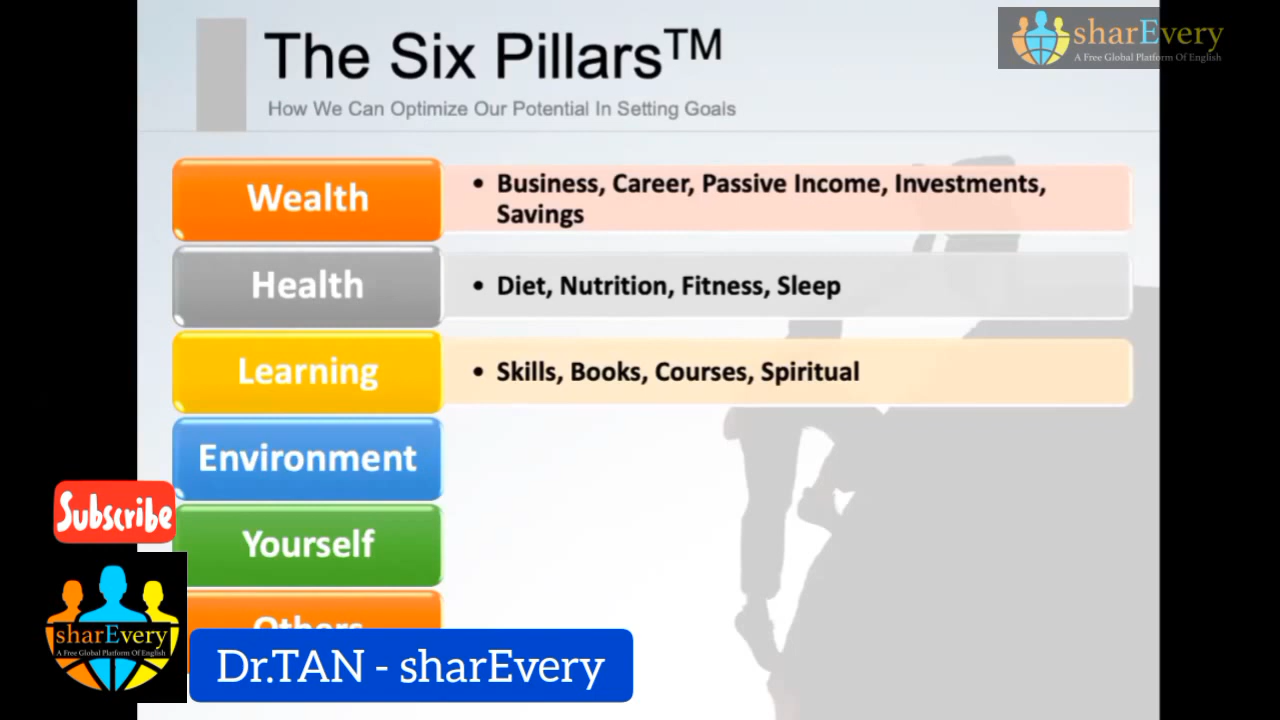 The Six Pillars™
How We Can Optimize Our Potential In Setting Goals
sharEvery
A Free Global Platform Of English
Wealth
• Business, Career, Passive Income, Investments,
Savings
Health
• Diet, Nutrition, Fitness, Sleep
Learning
• Skills, Books, Courses, Spiritual
Environment
Subscribe
Yourself
Others
sharEvery
A Free Global Platform Of English
Dr.TAN - sharEvery